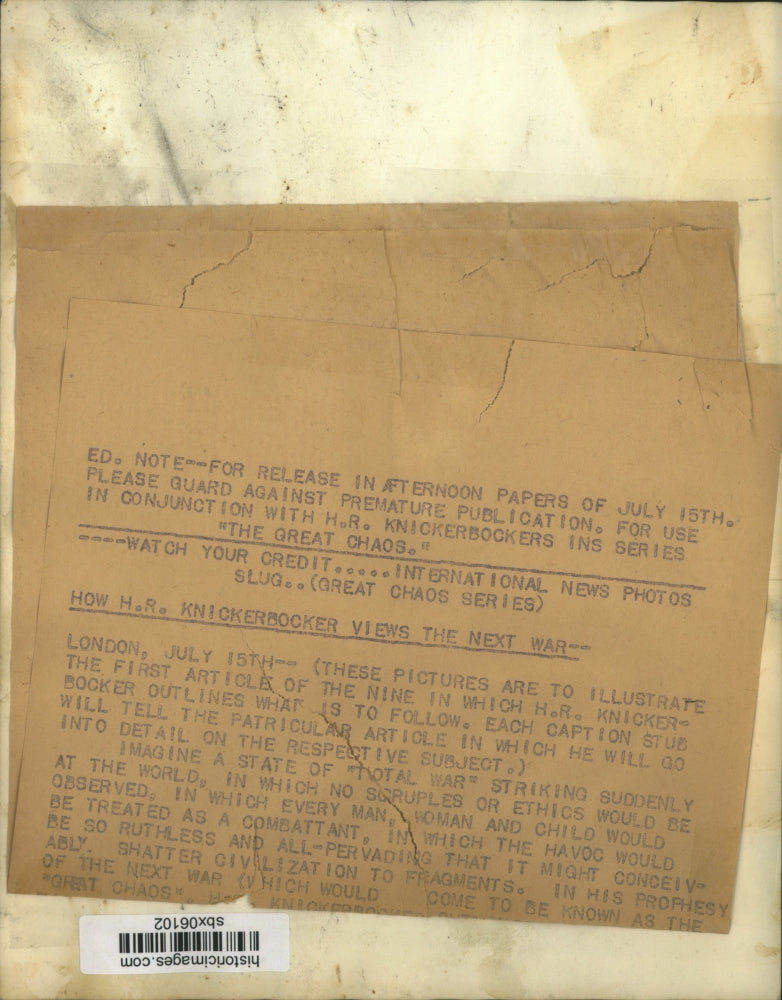 ED. NOTE--FOR RELEASE IN AFTERNOON PAPERS OF JULY 15TH.
PLEASE GUARD AGAINST PREMATURE PUBLICATION. FOR USE
IN CONJUNCTION WITH H.R. KNICKERBOCKERS INS SERIES
"THE GREAT CHAOS."
----WATCH YOUR CREDIT.....INTERNATIONAL NEWS PHOTOS
SLUG..(GREAT CHAOS SERIES)
HOW H.R. KNICKERBOCKER VIEWS THE NEXT WAR--
LONDON, JULY 15TH-- (THESE PICTURES ARE TO ILLUSTRATE
THE FIRST ARTICLE OF THE NINE IN WHICH H.R. KNICKER-
BOCKER OUTLINES WHAT IS TO FOLLOW. EACH CAPTION STUB
WILL TELL THE PATRICULAR ARTICLE IN WHICH HE WILL GO
INTO DETAIL ON THE RESPECTIVE SUBJECT.)
IMAGINE A STATE OF "TOTAL WAR" STRIKING SUDDENLY
AT THE WORLD, IN WHICH NO SCRUPLES OR ETHICS WOULD BE
OBSERVED, IN WHICH EVERY MAN, WOMAN AND CHILD WOULD
BE TREATED AS A COMBATTANT, IN WHICH THE HAVOC WOULD
BE SO RUTHLESS AND ALL-PERVADING THAT IT MIGHT CONCEIV-
ABLY SHATTER CIVILIZATION TO FRAGMENTS. IN HIS PROPHESY
OF THE NEXT WAR (WHICH WOULD COME TO BE KNOWN AS THE
"GREAT CHAOS", H.R. KNICKERBOCKER
historicimages.com
sbx06102